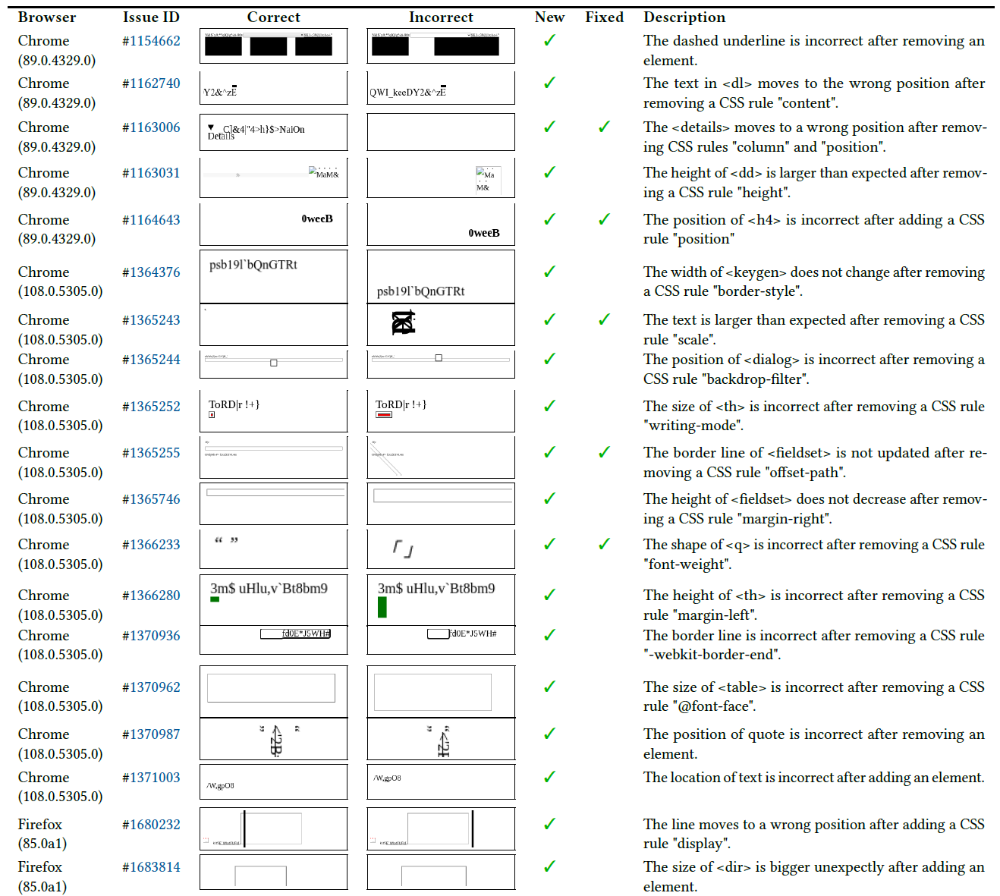 Browser Issue ID Correct Incorrect New Fixed Description
Chrome #1154662 ✓ The dashed underline is incorrect after removing an
(89.0.4329.0) element.
Chrome #1162740 ✓ The text in <dl> moves to the wrong position after
(89.0.4329.0) Y2&^zE QWI_keeDY2&^zE removing a CSS rule "content".
Chrome #1163006 ✓ ✓ The <details> moves to a wrong position after remov-
(89.0.4329.0) ▼ C]&4|"4>h}$>NaiOn ing CSS rules "column" and "position".
Details
Chrome #1163031 ✓ The height of <dd> is larger than expected after remov-
(89.0.4329.0) MaM& Ma ing a CSS rule "height".
M&
Chrome #1164643 0weeB ✓ ✓ The position of <h4> is incorrect after adding a CSS
(89.0.4329.0) 0weeB rule "position"
Chrome #1364376 psb19l`bQnGTRt ✓ The width of <keygen> does not change after removing
(108.0.5305.0) psb19l`bQnGTRt a CSS rule "border-style".
Chrome #1365243 ✓ ✓ The text is larger than expected after removing a CSS
(108.0.5305.0) rule "scale".
Chrome #1365244 ✓ The position of <dialog> is incorrect after removing a
(108.0.5305.0) CSS rule "backdrop-filter".
Chrome #1365252 ToRD|r !+} ToRD|r !+} ✓ The size of <th> is incorrect after removing a CSS rule
(108.0.5305.0) "writing-mode".
Chrome #1365255 ✓ ✓ The border line of <fieldset> is not updated after re-
(108.0.5305.0) moving a CSS rule "offset-path".
Chrome #1365746 ✓ The height of <fieldset> does not decrease after remov-
(108.0.5305.0) ing a CSS rule "margin-right".
Chrome #1366233 “ ” 「」 ✓ ✓ The shape of <q> is incorrect after removing a CSS rule
(108.0.5305.0) "font-weight".
Chrome #1366280 3m$ uHlu,v`Bt8bm9 3m$ uHlu,v`Bt8bm9 ✓ The height of <th> is incorrect after removing a CSS
(108.0.5305.0) rule "margin-left".
Chrome #1370936 fd0E*J5WH# fd0E*J5WH# ✓ The border line is incorrect after removing a CSS rule
(108.0.5305.0) "-webkit-border-end".
Chrome #1370962 ✓ The size of <table> is incorrect after removing a CSS
(108.0.5305.0) rule "@font-face".
Chrome #1370987 ✓ The position of quote is incorrect after removing an
(108.0.5305.0) element.
Chrome #1371003 /W,gpO8 /W,gpO8 ✓ The location of text is incorrect after adding an element.
(108.0.5305.0)
Firefox #1680232 ✓ The line moves to a wrong position after adding a CSS
(85.0a1) rule "display".
Firefox #1683814 ✓ The size of <dir> is bigger unexpectly after adding an
(85.0a1) element.